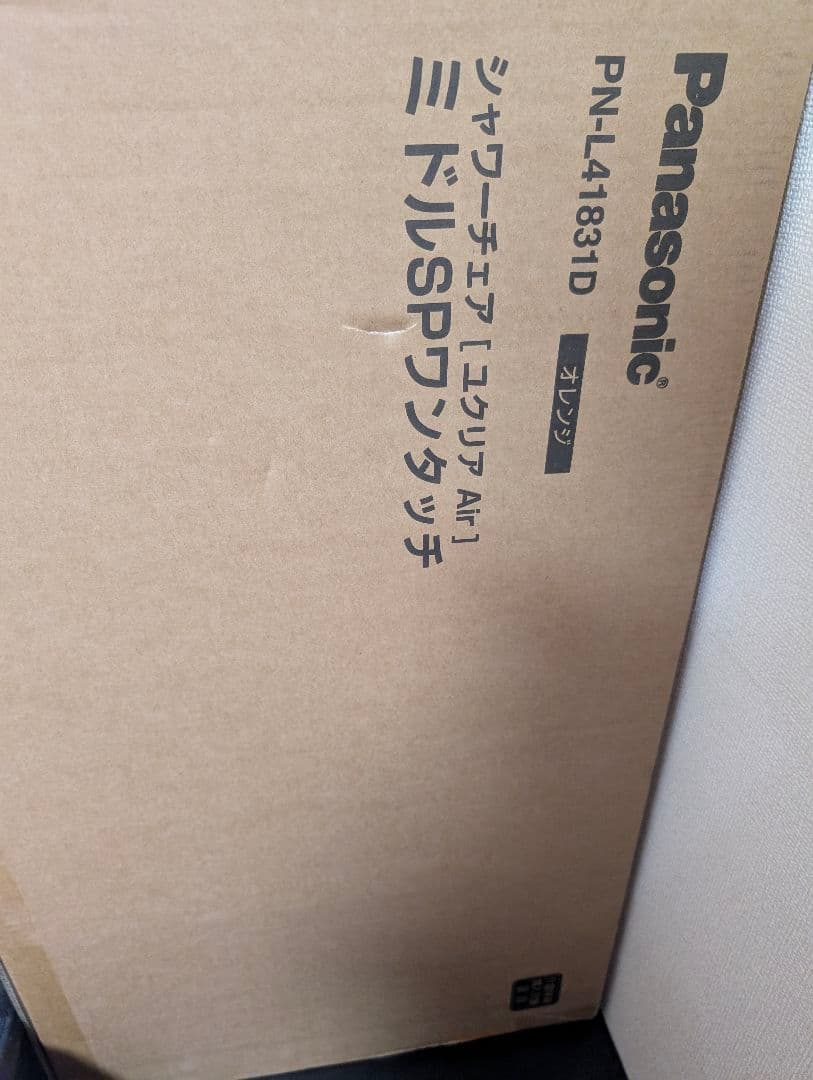 Panasonic®
PN-L41831D オレンジ
シャワーチェア [ユクリア Air]
ミドルSPワンタッチ